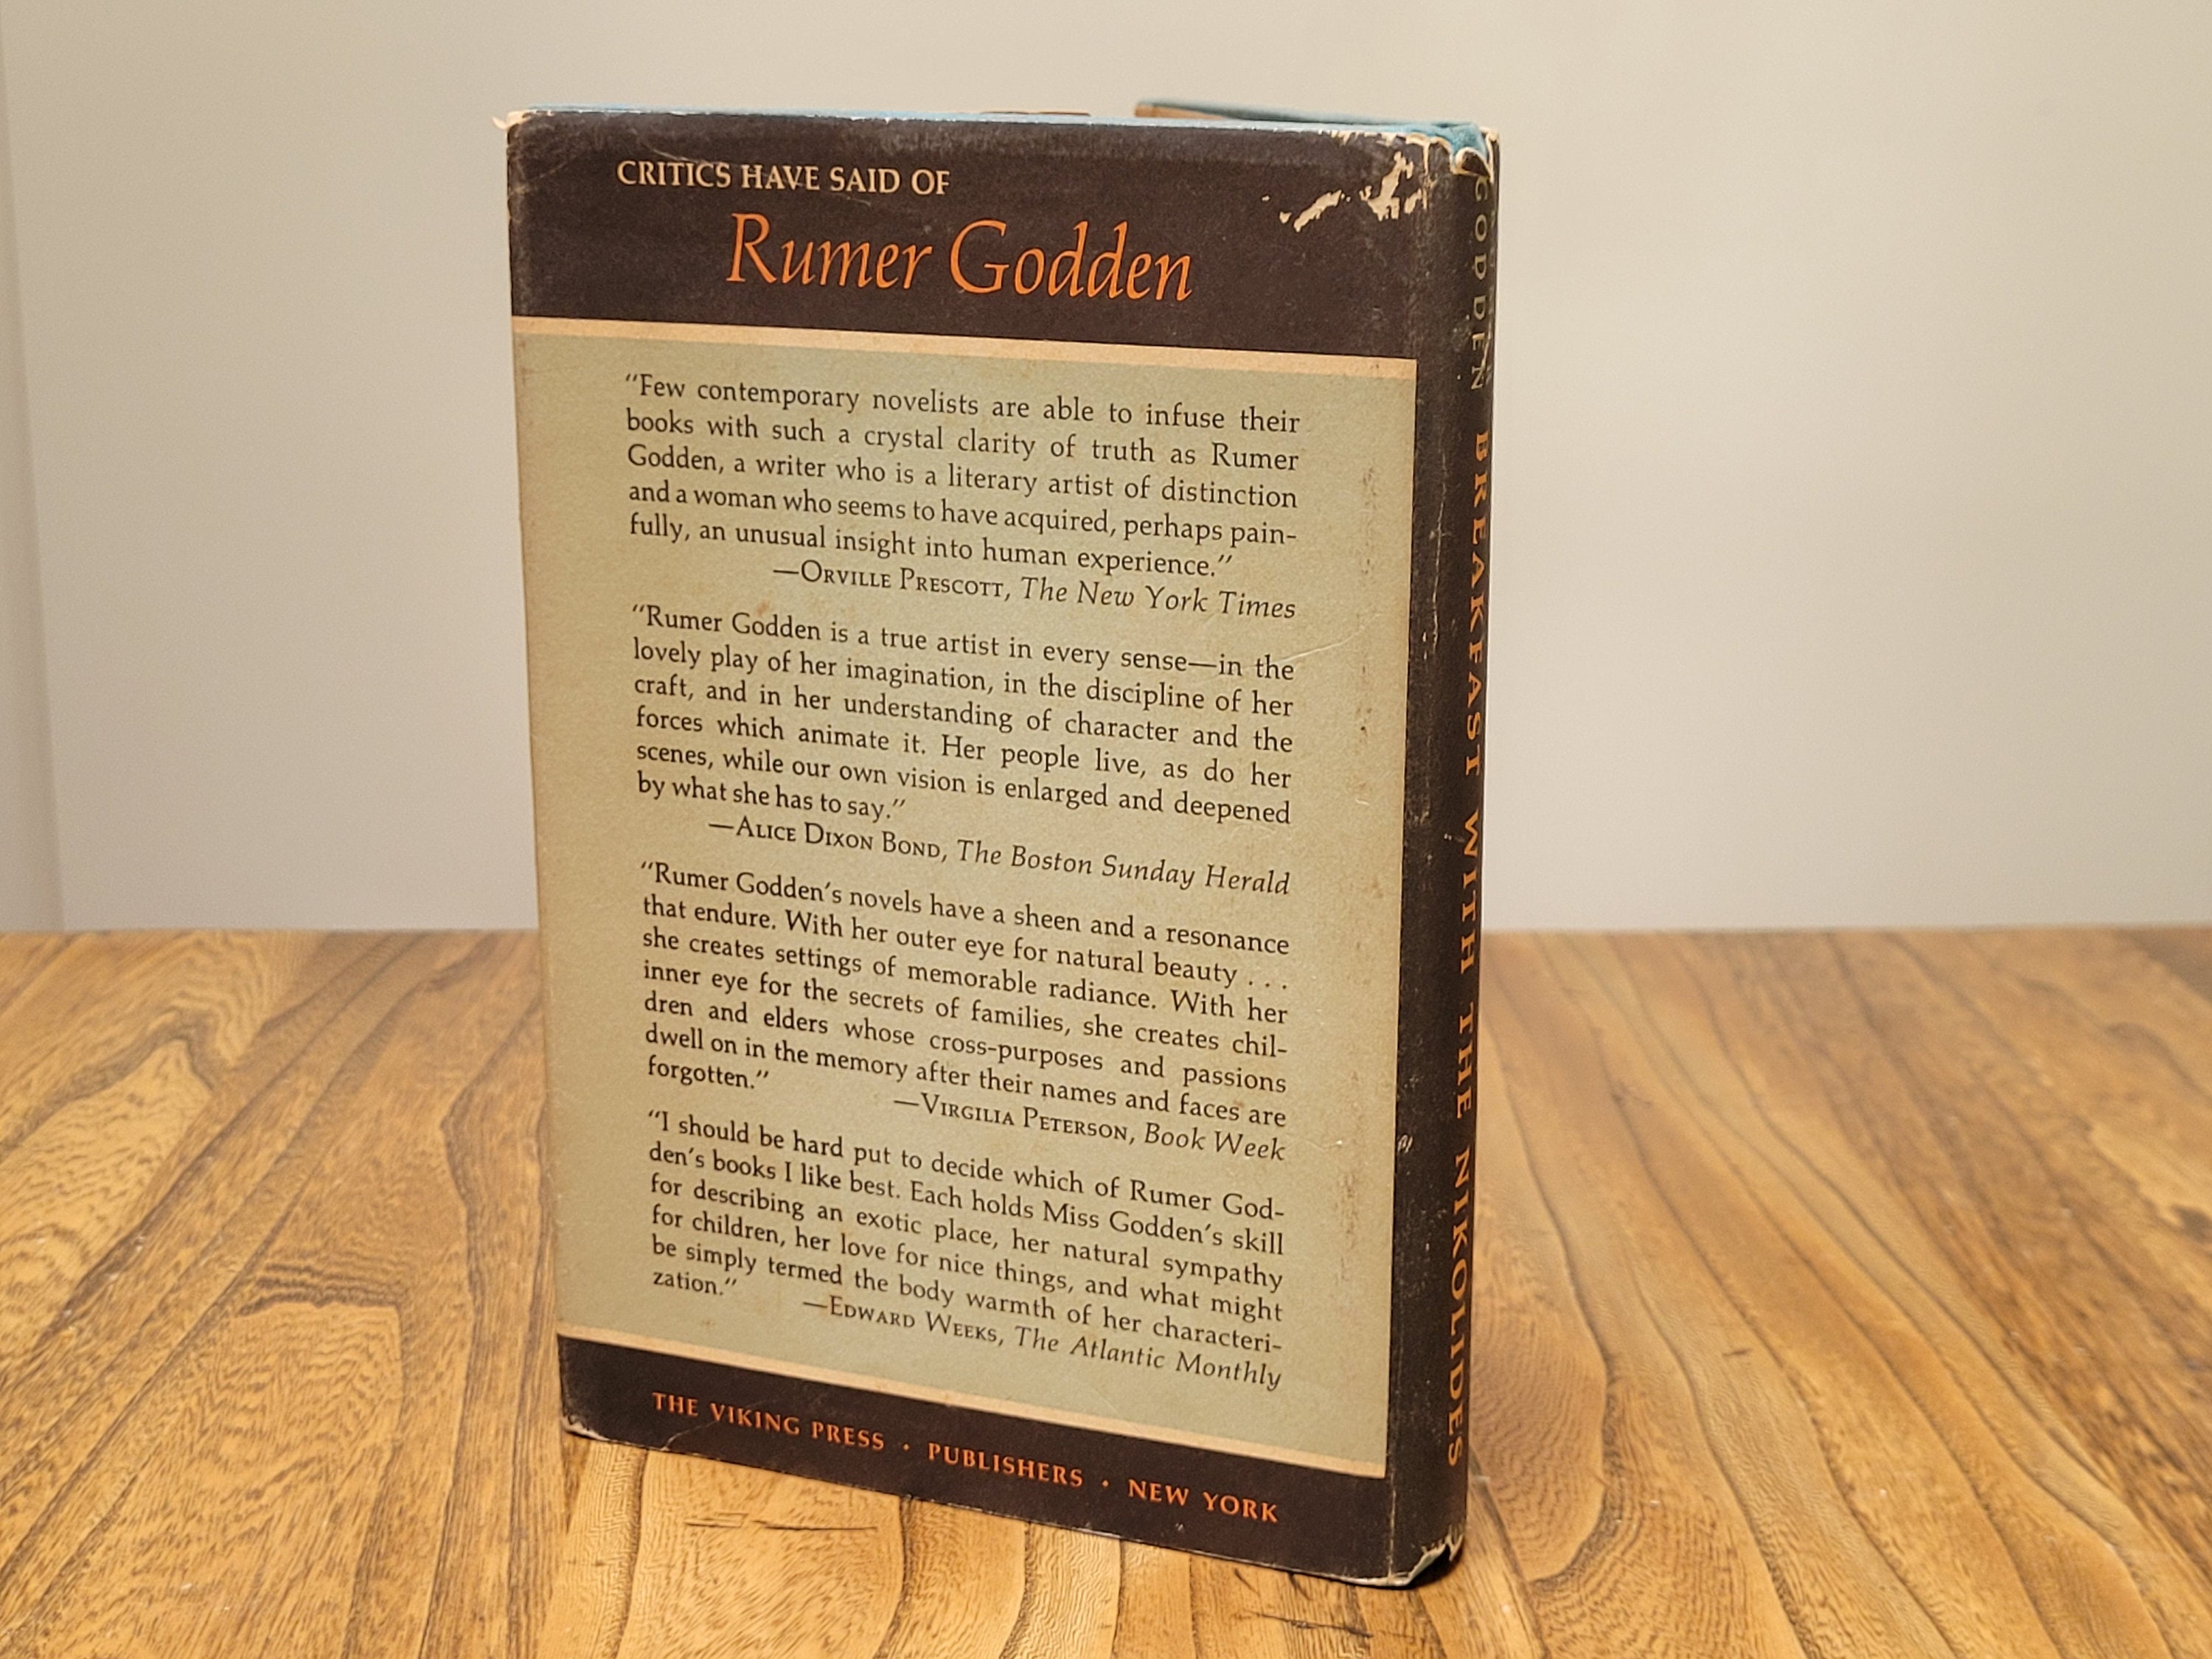 CRITICS HAVE SAID OF
Rumer Godden
“Few contemporary novelists are able to infuse their
books with such a crystal clarity of truth as Rumer
Godden, a writer who is a literary artist of distinction
and a woman who seems to have acquired, perhaps pain-
fully, an unusual insight into human experience.”
—ORVILLE PRESCOTT, The New York Times
“Rumer Godden is a true artist in every sense—in the
lovely play of her imagination, in the discipline of her
craft, and in her understanding of character and the
forces which animate it. Her people live, as do her
scenes, while our own vision is enlarged and deepened
by what she has to say.”
—ALICE DIXON BOND, The Boston Sunday Herald
“Rumer Godden’s novels have a sheen and a resonance
that endure. With her outer eye for natural beauty . . .
she creates settings of memorable radiance. With her
inner eye for the secrets of families, she creates chil-
dren and elders whose cross-purposes and passions
dwell on in the memory after their names and faces are
forgotten.”
—VIRGILIA PETERSON, Book Week
“I should be hard put to decide which of Rumer God-
den’s books I like best. Each holds Miss Godden’s skill
for describing an exotic place, her natural sympathy
for children, her love for nice things, and what might
be simply termed the body warmth of her characteri-
zation.”
—EDWARD WEEKS, The Atlantic Monthly
THE VIKING PRESS · PUBLISHERS · NEW YORK
GODDEN BREAKFAST WITH THE NIKOLIDES